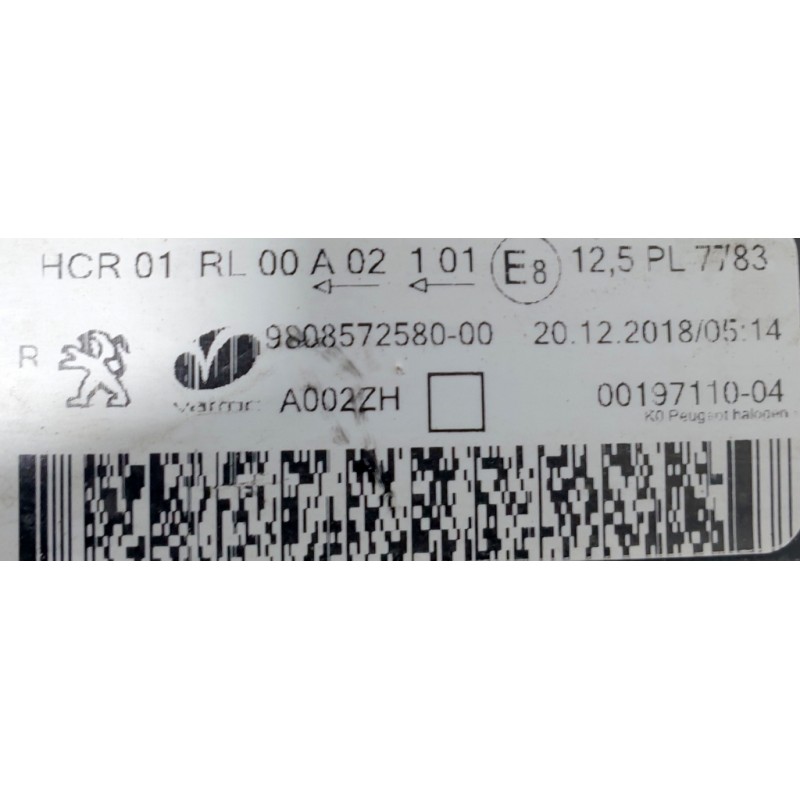 HCR 01 RL 00 A 02 1 01 E8 12,5 PL 7783
R 9808572580-00 20.12.2018/05:14
varroc A002ZH 00197110-04
K0 Peugeot halogen